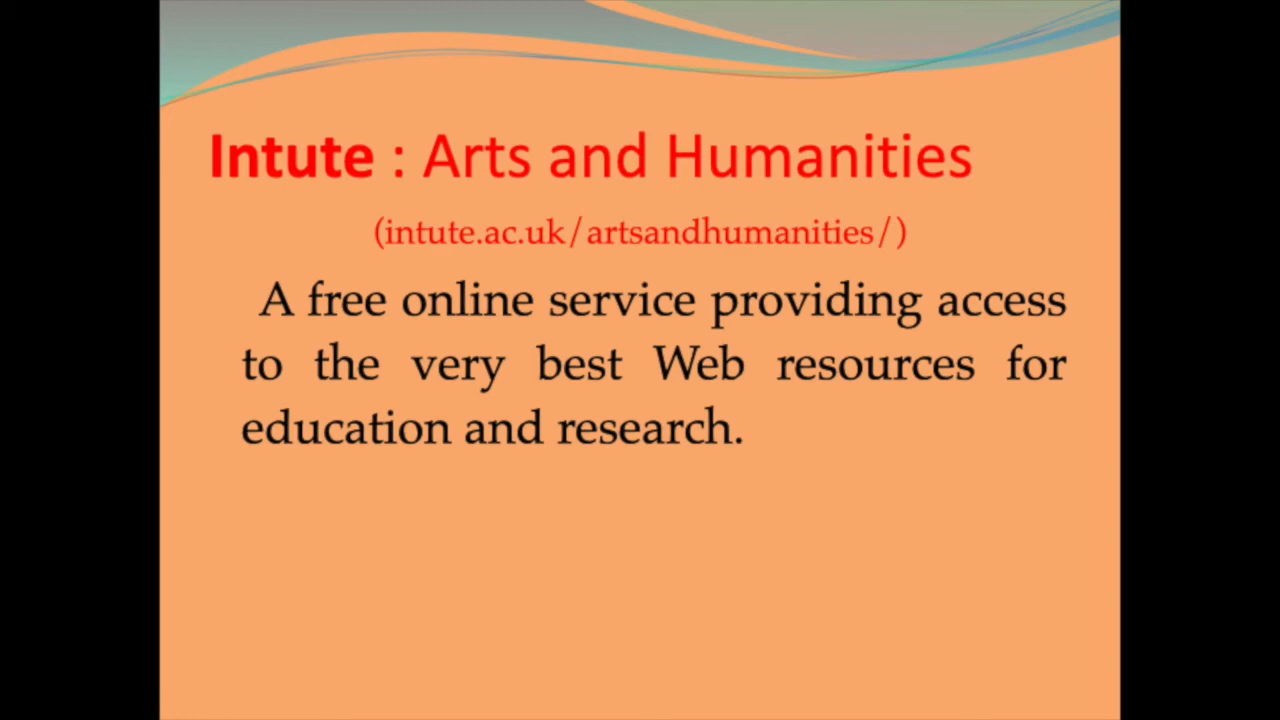 Intute : Arts and Humanities
(intute.ac.uk/artsandhumanities/)
A free online service providing access
to the very best Web resources for
education and research.